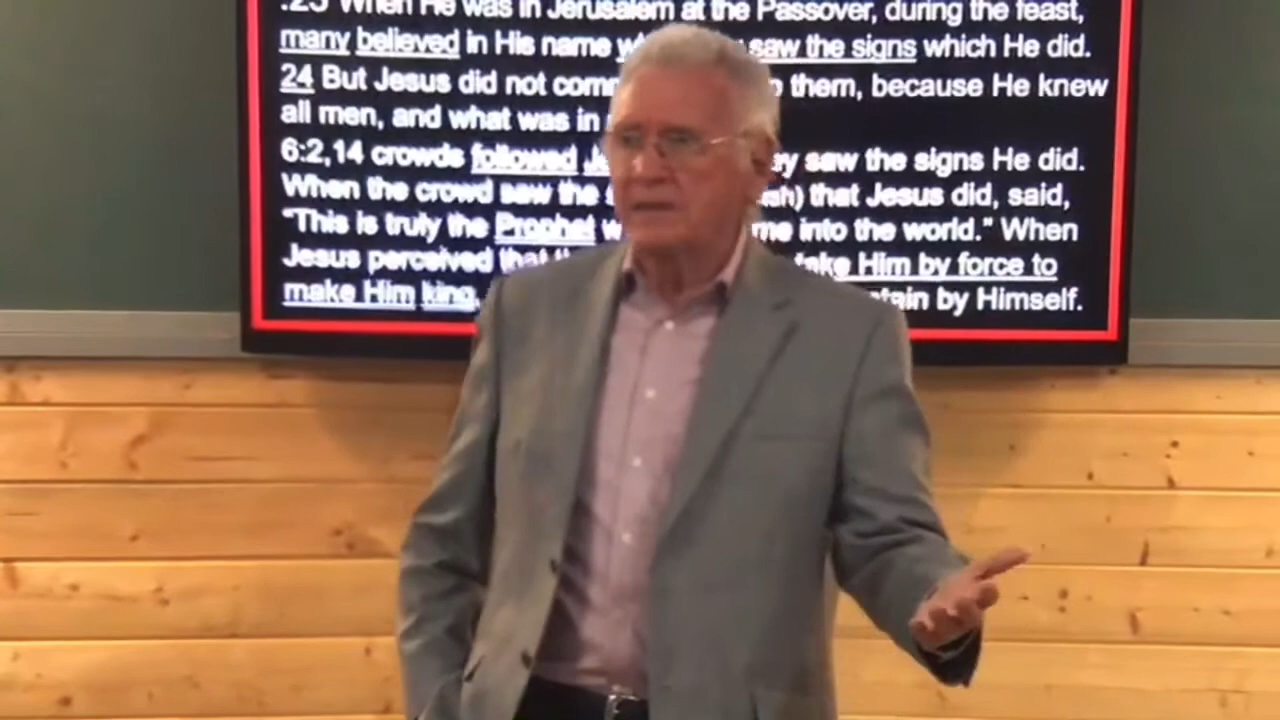 :23 When He was in Jerusalem at the Passover, during the feast,
many believed in His name saw the signs which He did.
24 But Jesus did not them, because He knew
all men, and what was in
6:2,14 crowds followed saw the signs He did.
When the crowd saw the that Jesus did, said,
"This is truly the Prophet into the world." When
Jesus perceived that Him by force to
make Him king, by Himself.